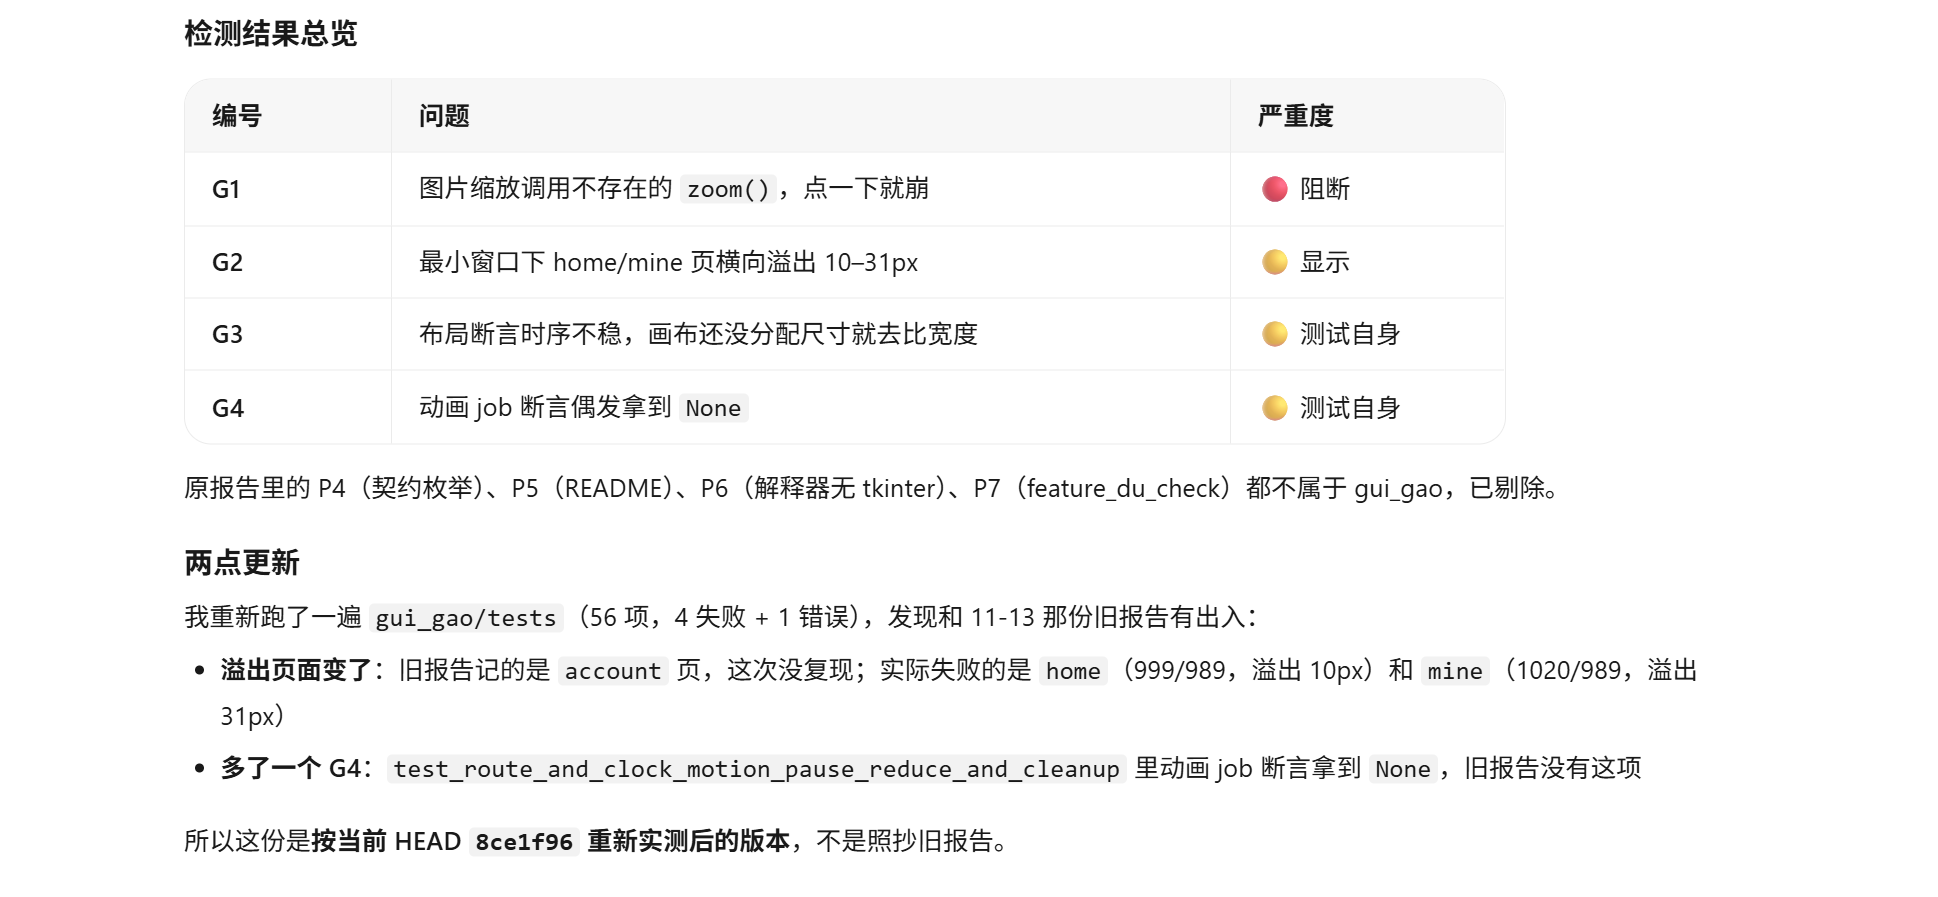 检测结果总览
编号 问题 严重度
G1 图片缩放调用不存在的 zoom()，点一下就崩 阻断
G2 最小窗口下 home/mine 页横向溢出 10–31px 显示
G3 布局断言时序不稳，画布还没分配尺寸就去比宽度 测试自身
G4 动画 job 断言偶发拿到 None 测试自身
原报告里的 P4（契约枚举）、P5（README）、P6（解释器无 tkinter）、P7（feature_du_check）都不属于 gui_gao，已剔除。
两点更新
我重新跑了一遍 gui_gao/tests（56 项，4 失败 + 1 错误），发现和 11-13 那份旧报告有出入：
• 溢出页面变了：旧报告记的是 account 页，这次没复现；实际失败的是 home（999/989，溢出 10px）和 mine（1020/989，溢出
31px）
• 多了一个 G4：test_route_and_clock_motion_pause_reduce_and_cleanup 里动画 job 断言拿到 None，旧报告没有这项
所以这份是按当前 HEAD 8ce1f96 重新实测后的版本，不是照抄旧报告。